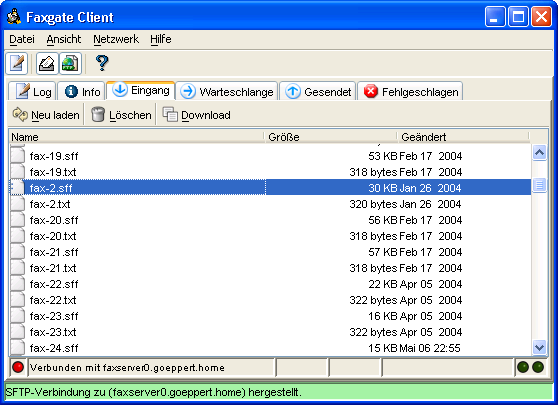 Faxgate Client
Datei Ansicht Netzwerk Hilfe
Log Info Eingang Warteschlange Gesendet Fehlgeschlagen
Neu laden Löschen Download
Name Größe Geändert
fax-19.sff 53 KB Feb 17 2004
fax-19.txt 318 bytes Feb 17 2004
fax-2.sff 30 KB Jan 26 2004
fax-2.txt 320 bytes Jan 26 2004
fax-20.sff 56 KB Feb 17 2004
fax-20.txt 318 bytes Feb 17 2004
fax-21.sff 57 KB Feb 17 2004
fax-21.txt 318 bytes Feb 17 2004
fax-22.sff 22 KB Apr 05 2004
fax-22.txt 322 bytes Apr 05 2004
fax-23.sff 16 KB Apr 05 2004
fax-23.txt 322 bytes Apr 05 2004
fax-24.sff 15 KB Mai 06 22:55
Verbunden mit faxserver0.goeppert.home
SFTP-Verbindung zu (faxserver0.goeppert.home) hergestellt.